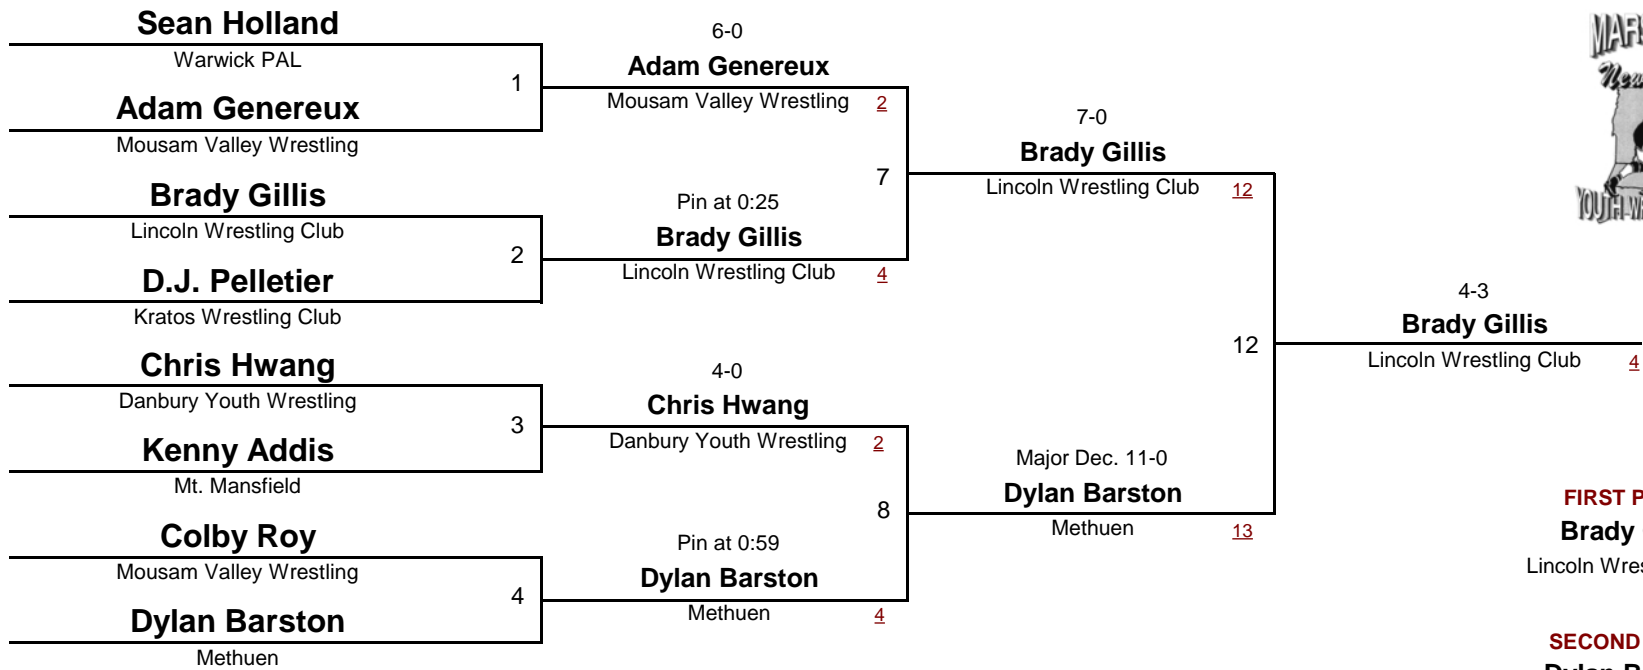 Sean Holland
Warwick PAL
1
Adam Genereux
Mousam Valley Wrestling
Brady Gillis
Lincoln Wrestling Club
2
D.J. Pelletier
Kratos Wrestling Club
Chris Hwang
Danbury Youth Wrestling
3
Kenny Addis
Mt. Mansfield
Colby Roy
Mousam Valley Wrestling
4
Dylan Barston
Methuen
6-0
Adam Genereux
Mousam Valley Wrestling 2
7
Pin at 0:25
Brady Gillis
Lincoln Wrestling Club 4
4-0
Chris Hwang
Danbury Youth Wrestling 2
8
Pin at 0:59
Dylan Barston
Methuen 4
7-0
Brady Gillis
Lincoln Wrestling Club 12
12
Major Dec. 11-0
Dylan Barston
Methuen 13
4-3
Brady Gillis
Lincoln Wrestling Club 4
FIRST P
Brady
Lincoln Wres
SECOND